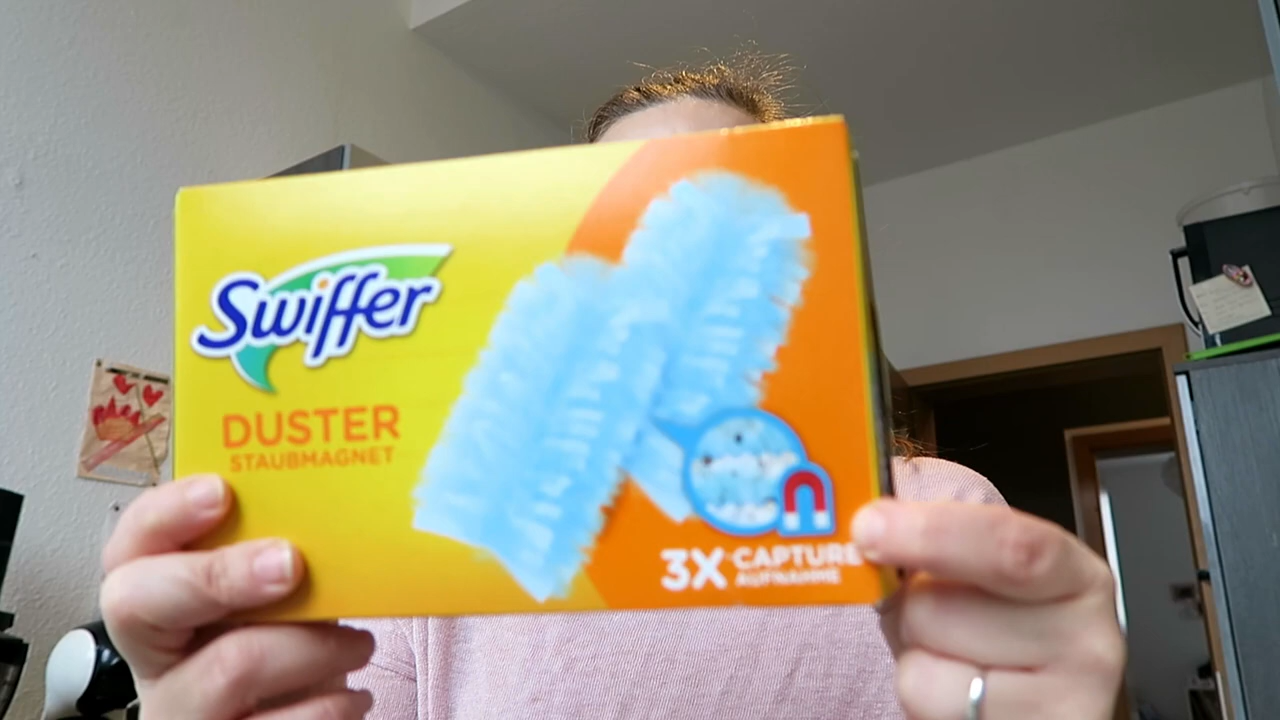 Swiffer
DUSTER
STAUBMAGNET
3X CAPTURE
AUFNAHME